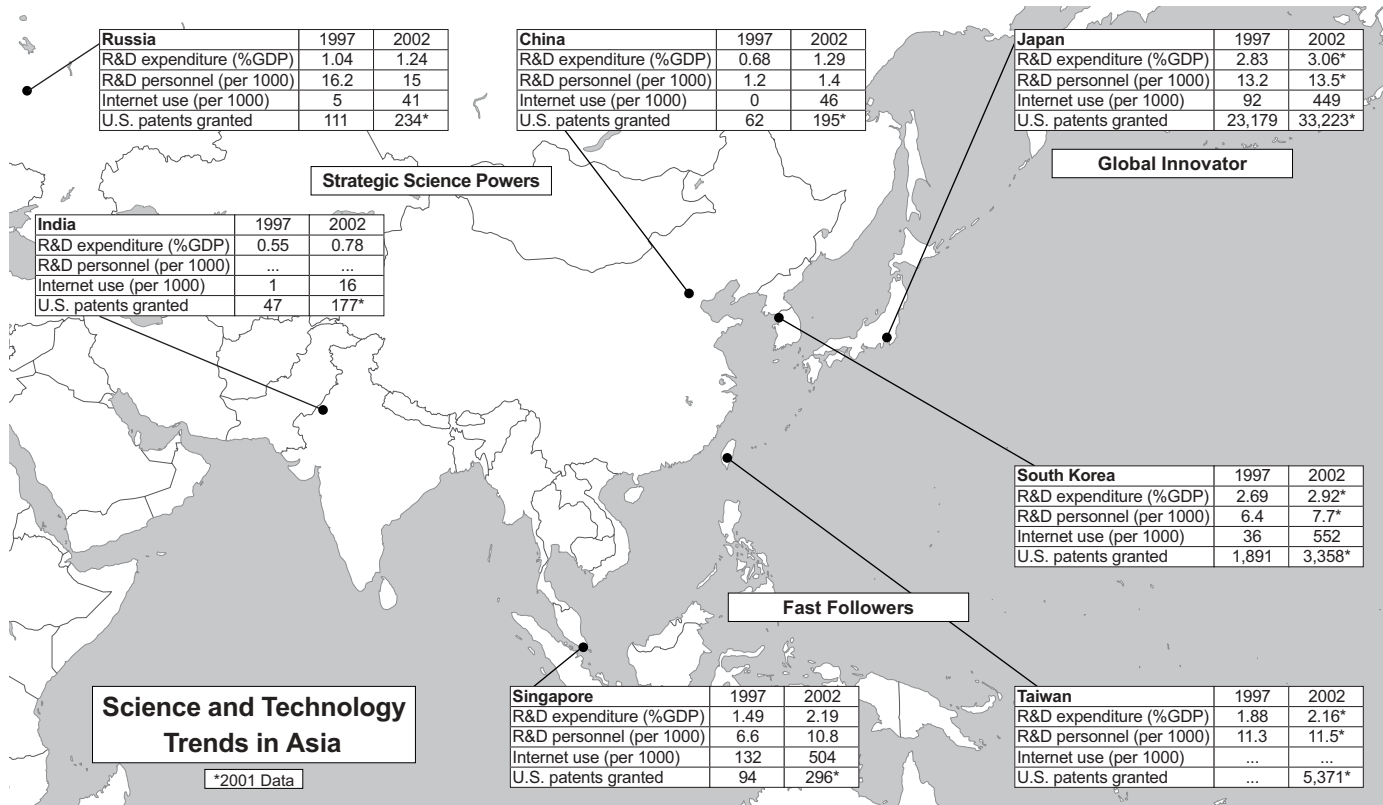 Russia 1997 2002
R&D expenditure (%GDP) 1.04 1.24
R&D personnel (per 1000) 16.2 15
Internet use (per 1000) 5 41
U.S. patents granted 111 234*
China 1997 2002
R&D expenditure (%GDP) 0.68 1.29
R&D personnel (per 1000) 1.2 1.4
Internet use (per 1000) 0 46
U.S. patents granted 62 195*
Japan 1997 2002
R&D expenditure (%GDP) 2.83 3.06*
R&D personnel (per 1000) 13.2 13.5*
Internet use (per 1000) 92 449
U.S. patents granted 23,179 33,223*
Strategic Science Powers
Global Innovator
India 1997 2002
R&D expenditure (%GDP) 0.55 0.78
R&D personnel (per 1000) ... ...
Internet use (per 1000) 1 16
U.S. patents granted 47 177*
South Korea 1997 2002
R&D expenditure (%GDP) 2.69 2.92*
R&D personnel (per 1000) 6.4 7.7*
Internet use (per 1000) 36 552
U.S. patents granted 1,891 3,358*
Fast Followers
Science and Technology
Trends in Asia
*2001 Data
Singapore 1997 2002
R&D expenditure (%GDP) 1.49 2.19
R&D personnel (per 1000) 6.6 10.8
Internet use (per 1000) 132 504
U.S. patents granted 94 296*
Taiwan 1997 2002
R&D expenditure (%GDP) 1.88 2.16*
R&D personnel (per 1000) 11.3 11.5*
Internet use (per 1000) ... ...
U.S. patents granted ... 5,371*